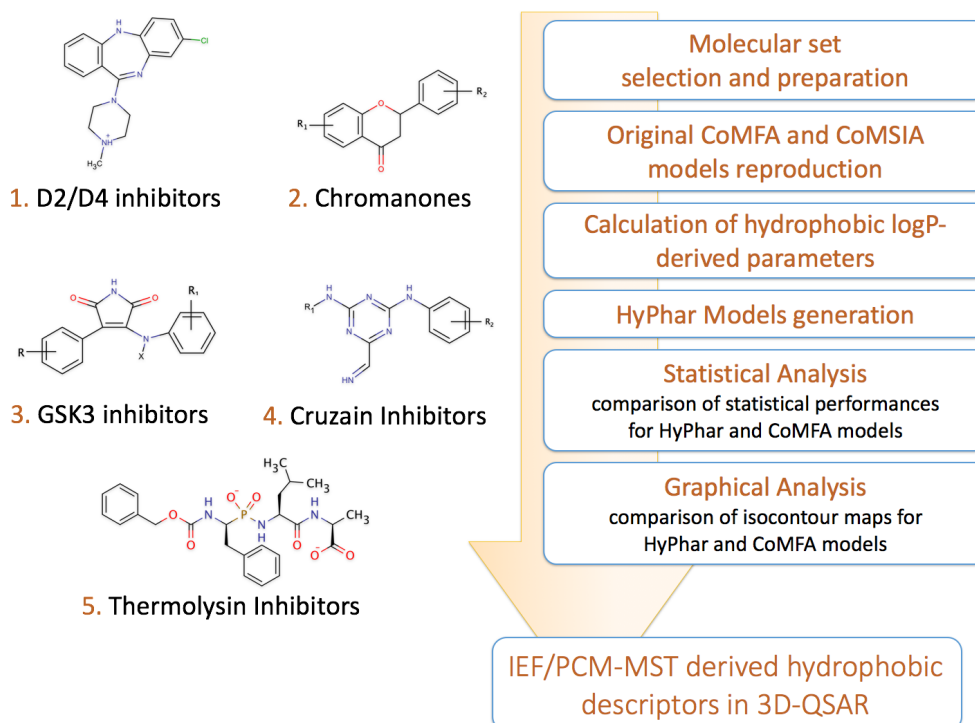 H
N
Cl
N
N
NH
+
H₃C
1. D2/D4 inhibitors
O
R₂
R₁
O
2. Chromanones
H
N
O
O
R₁
R
N
X
3. GSK3 inhibitors
H
N
R₁
N
H
N
N
N
R₂
HN
4. Cruzain Inhibitors
H₃C
CH₃
O⁻
O
H
N
P
O
O
N
H
H
N
CH₃
O
O⁻
O
5. Thermolysin Inhibitors
Molecular set
selection and preparation
Original CoMFA and CoMSIA
models reproduction
Calculation of hydrophobic logP-
derived parameters
HyPhar Models generation
Statistical Analysis
comparison of statistical performances
for HyPhar and CoMFA models
Graphical Analysis
comparison of isocontour maps for
HyPhar and CoMFA models
IEF/PCM-MST derived hydrophobic
descriptors in 3D-QSAR